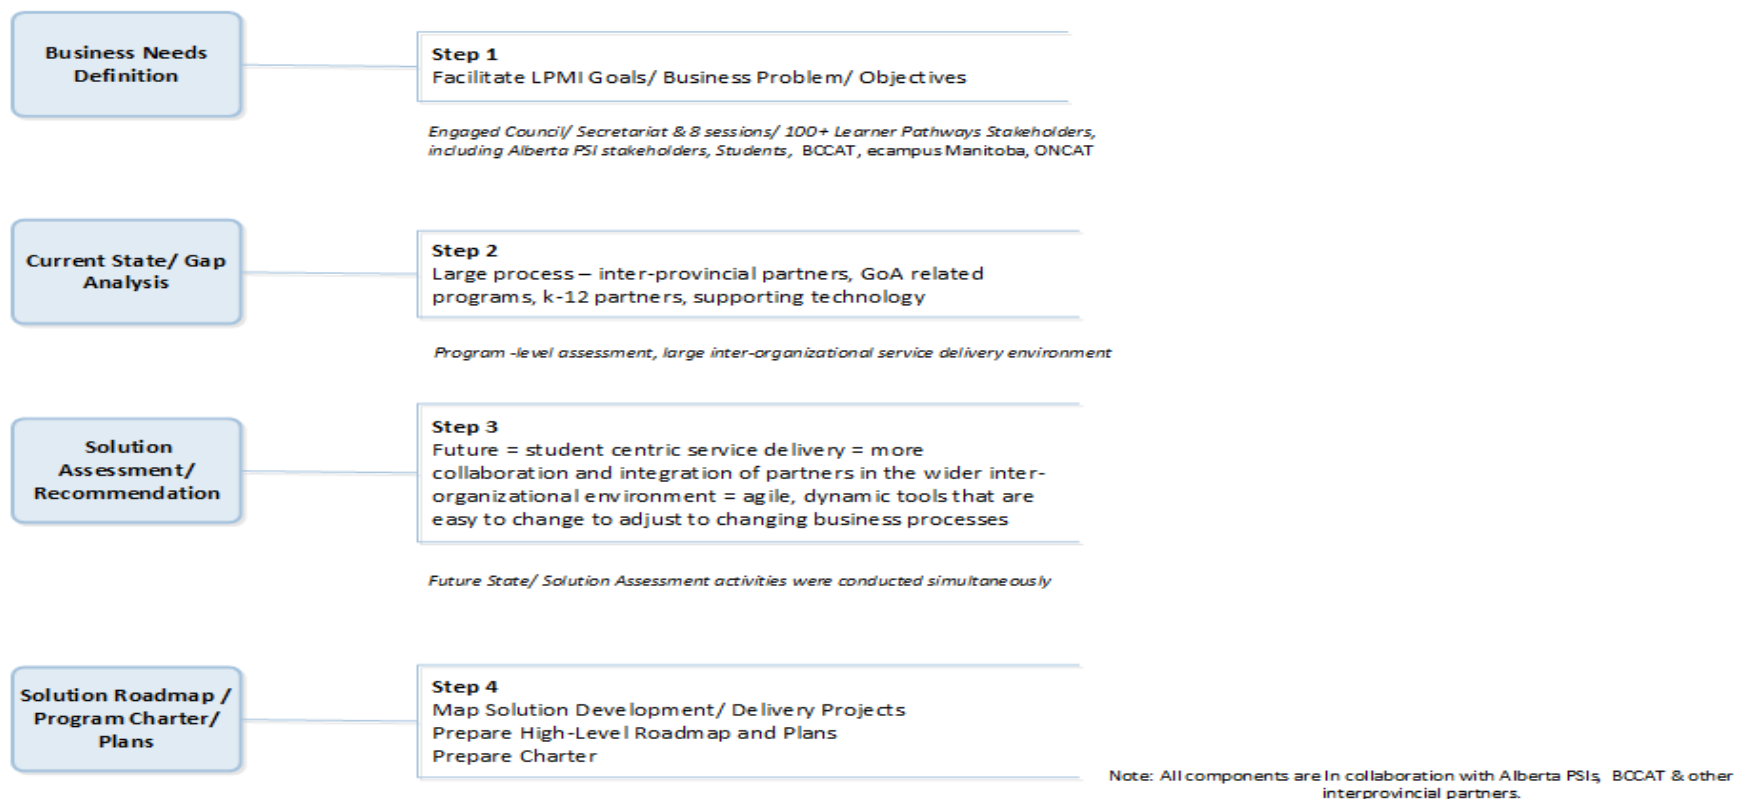 Business Needs
Definition
Step 1
Facilitate LPMI Goals/ Business Problem/ Objectives
Engaged Council/ Secretariat & 8 sessions/ 100+ Learner Pathways Stakeholders,
including Alberta PSI stakeholders, Students, BCCAT, ecampus Manitoba, ONCAT
Current State/ Gap
Analysis
Step 2
Large process – inter-provincial partners, GoA related
programs, k-12 partners, supporting technology
Program -level assessment, large inter-organizational service delivery environment
Solution
Assessment/
Recommendation
Step 3
Future = student centric service delivery = more
collaboration and integration of partners in the wider inter-
organizational environment = agile, dynamic tools that are
easy to change to adjust to changing business processes
Future State/ Solution Assessment activities were conducted simultaneously
Solution Roadmap /
Program Charter/
Plans
Step 4
Map Solution Development/ Delivery Projects
Prepare High-Level Roadmap and Plans
Prepare Charter
Note: All components are In collaboration with Alberta PSIs, BCCAT & other
interprovincial partners.